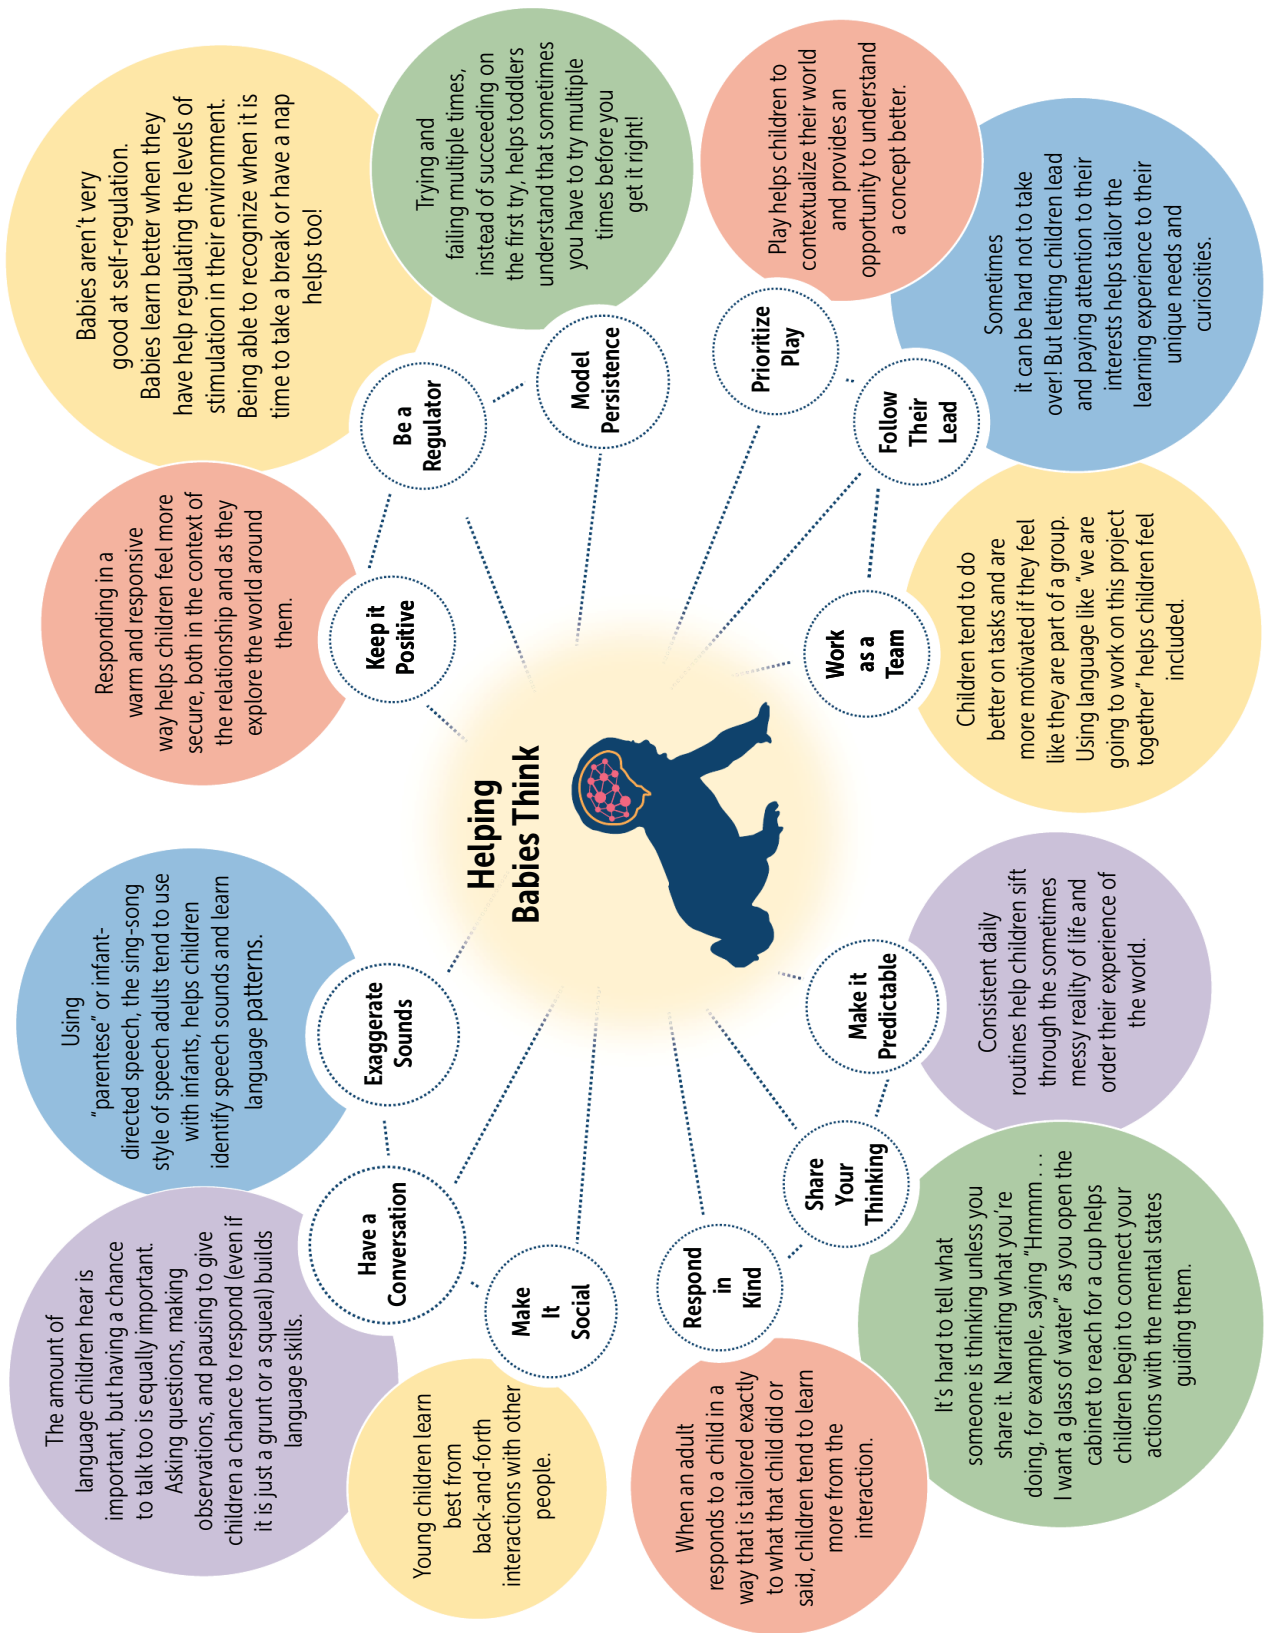 Helping
Babies Think
The amount of
language children hear is
important, but having a chance
to talk too is equally important.
Asking questions, making
observations, and pausing to give
children a chance to respond (even if
it is just a grunt or a squeal) builds
language skills.
Have a
Conversation
Using
“parentese” or infant-
directed speech, the sing-song
style of speech adults tend to use
with infants, helps children
identify speech sounds and learn
language patterns.
Exaggerate
Sounds
Responding in a
warm and responsive
way helps children feel more
secure, both in the context of
the relationship and as they
explore the world around
them.
Keep it
Positive
Babies aren’t very
good at self-regulation.
Babies learn better when they
have help regulating the levels of
stimulation in their environment.
Being able to recognize when it is
time to take a break or have a nap
helps too!
Be a
Regulator
Trying and
failing multiple times,
instead of succeeding on
the first try, helps toddlers
understand that sometimes
you have to try multiple
times before you
get it right!
Model
Persistence
Young children learn
best from
back-and-forth
interactions with other
people.
Make
It
Social
When an adult
responds to a child in a
way that is tailored exactly
to what that child did or
said, children tend to learn
more from the
interaction.
Respond
in
Kind
Share
Your
Thinking
It’s hard to tell what
someone is thinking unless you
share it. Narrating what you’re
doing, for example, saying “Hmmm . . .
I want a glass of water” as you open the
cabinet to reach for a cup helps
children begin to connect your
actions with the mental states
guiding them.
Make it
Predictable
Consistent daily
routines help children sift
through the sometimes
messy reality of life and
order their experience of
the world.
Work
as a
Team
Children tend to do
better on tasks and are
more motivated if they feel
like they are part of a group.
Using language like “we are
going to work on this project
together” helps children feel
included.
Follow
Their
Lead
Sometimes
it can be hard not to take
over! But letting children lead
and paying attention to their
interests helps tailor the
learning experience to their
unique needs and
curiosities.
Prioritize
Play
Play helps children to
contextualize their world
and provides an
opportunity to understand
a concept better.